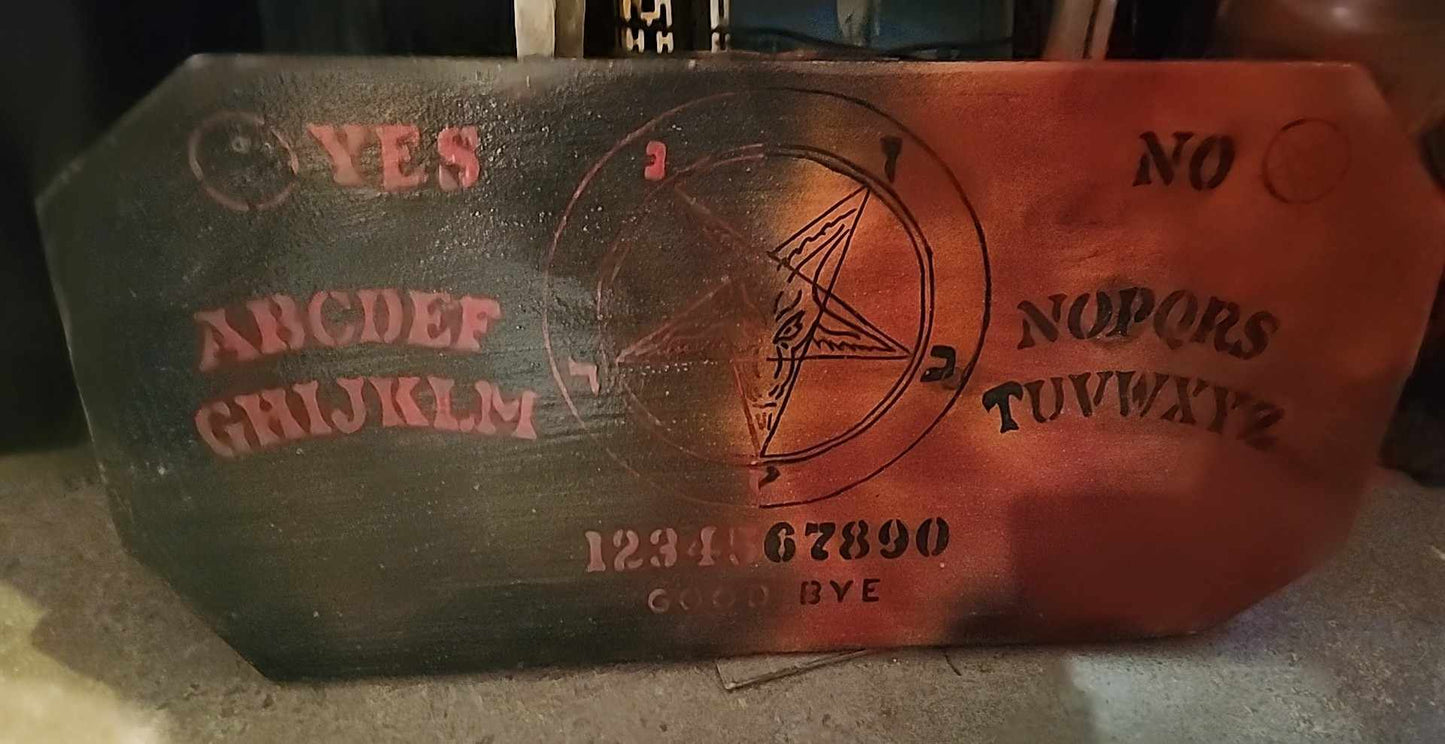 YES
NO
ABCDEF
NOPQRS
GHIJKLM
TUVWXYZ
1234567890
GOOD BYE